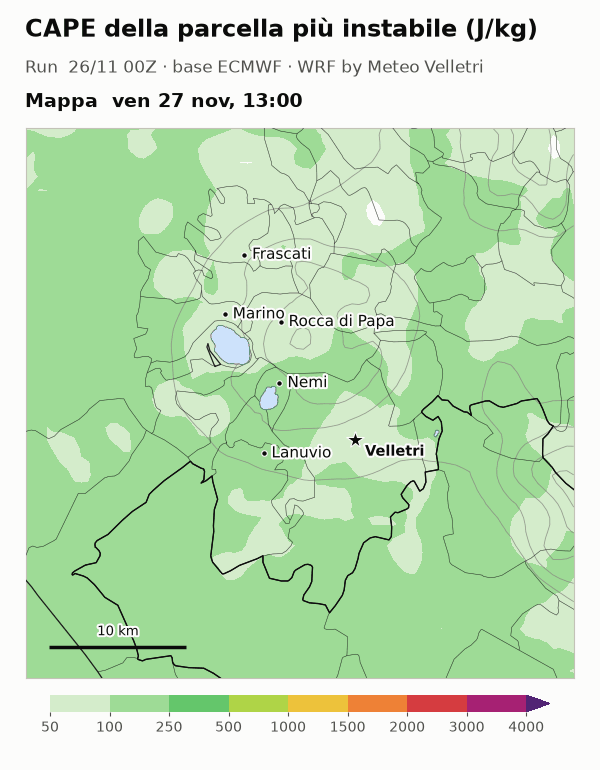 CAPE della parcella più instabile (J/kg)
Run  26/11 00Z · base ECMWF · WRF by Meteo Velletri
Mappa  ven 27 nov, 13:00
Frascati
Marino
Rocca di Papa
Nemi
Velletri
Lanuvio
10 km
50 100 250 500 1000 1500 2000 3000 4000